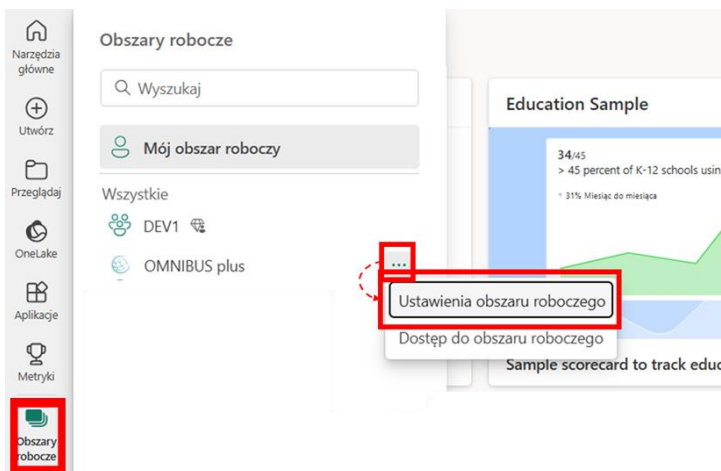 Narzędzia
główne
Utwórz
Przeglądaj
OneLake
Aplikacje
Metryki
Obszary
robocze
Obszary robocze
Wyszukaj
Mój obszar roboczy
Wszystkie
DEV1
OMNIBUS plus
...
Ustawienia obszaru roboczego
Dostęp do obszaru roboczego
Education Sample
34/45
> 45 percent of K-12 schools usin
↑ 31% Miesiąc do miesiąca
Sample scorecard to track educ